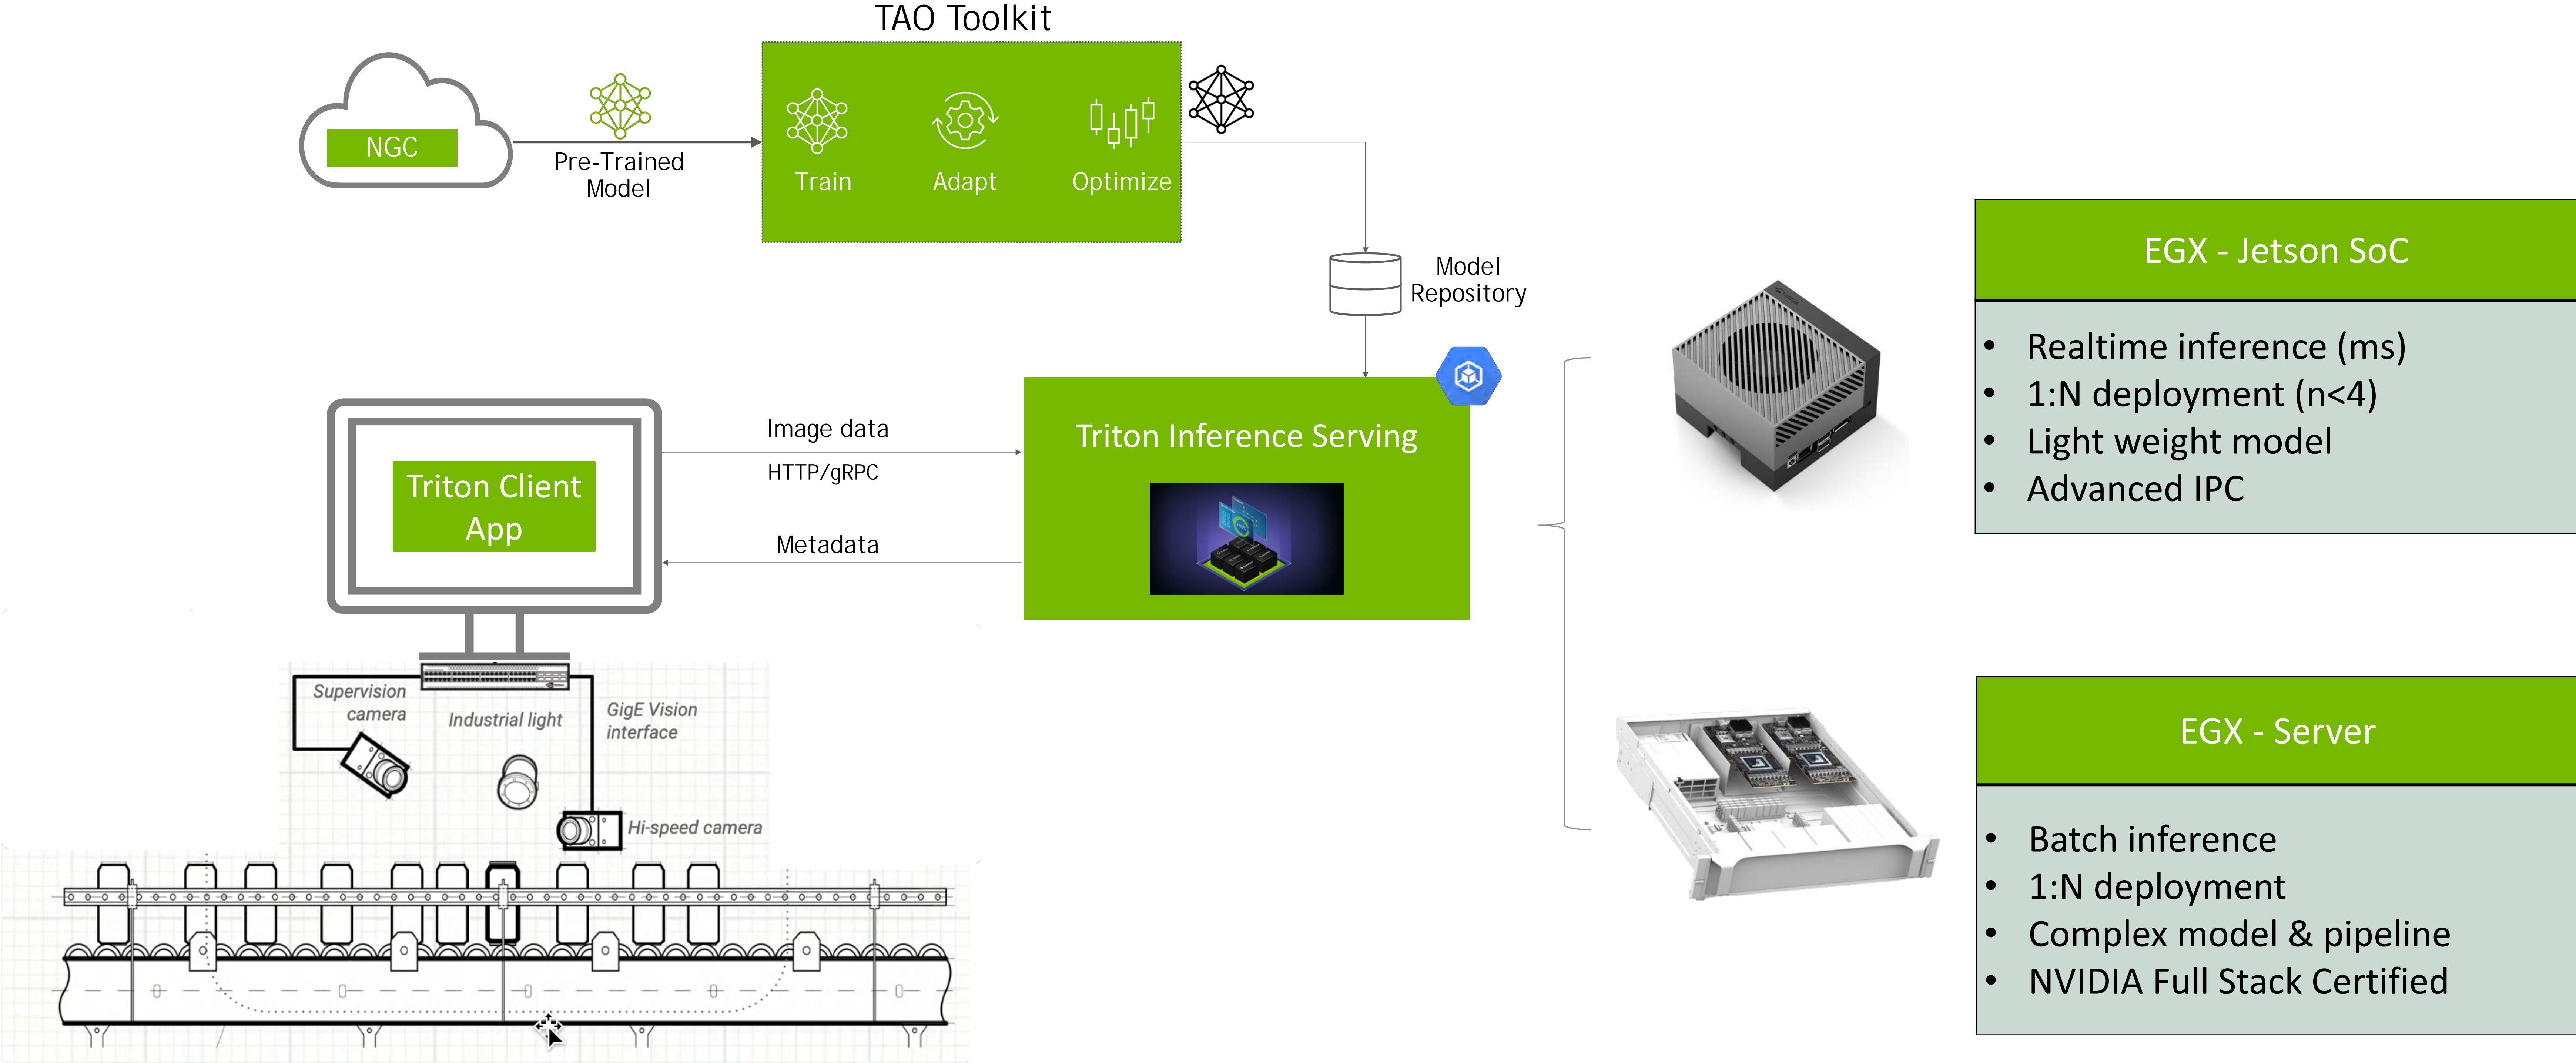 TAO Toolkit
NGC
Pre-Trained
Model
Train
Adapt
Optimize
Model
Repository
Triton Client
App
Image data
HTTP/gRPC
Metadata
Triton Inference Serving
Supervision
camera
Industrial light
GigE Vision
interface
Hi-speed camera
EGX - Jetson SoC
• Realtime inference (ms)
• 1:N deployment (n<4)
• Light weight model
• Advanced IPC
EGX - Server
• Batch inference
• 1:N deployment
• Complex model & pipeline
• NVIDIA Full Stack Certified